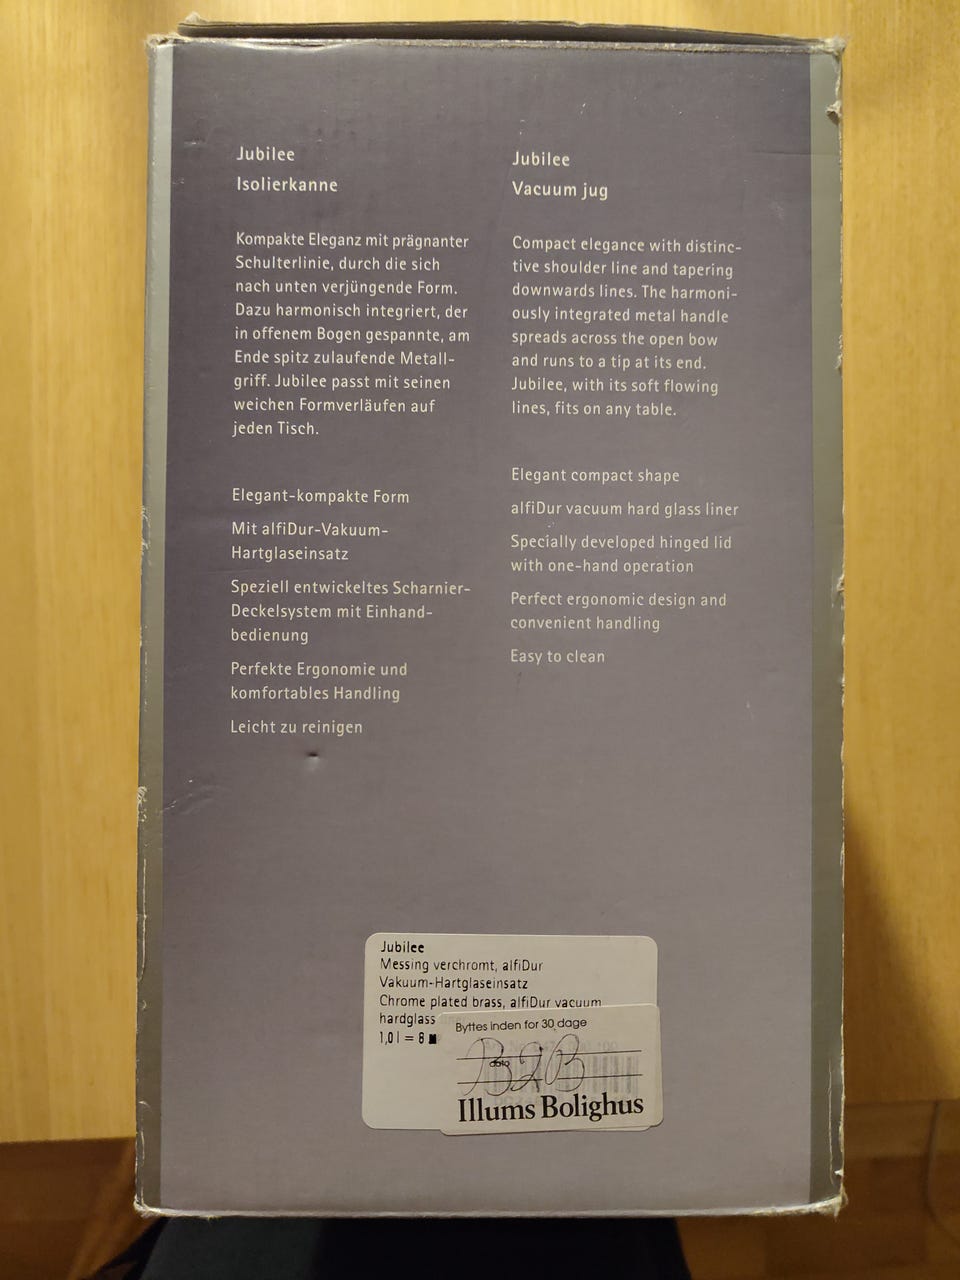 Jubilee
Isolierkanne
Kompakte Eleganz mit prägnanter
Schulterlinie, durch die sich
nach unten verjüngende Form.
Dazu harmonisch integriert, der
in offenem Bogen gespannte, am
Ende spitz zulaufende Metall-
griff. Jubilee passt mit seinen
weichen Formverläufen auf
jeden Tisch.
Elegant-kompakte Form
Mit alfiDur-Vakuum-
Hartglaseinsatz
Speziell entwickeltes Scharnier-
Deckelsystem mit Einhand-
bedienung
Perfekte Ergonomie und
komfortables Handling
Leicht zu reinigen
Jubilee
Vacuum jug
Compact elegance with distinc-
tive shoulder line and tapering
downwards lines. The harmoni-
ously integrated metal handle
spreads across the open bow
and runs to a tip at its end.
Jubilee, with its soft flowing
lines, fits on any table.
Elegant compact shape
alfiDur vacuum hard glass liner
Specially developed hinged lid
with one-hand operation
Perfect ergonomic design and
convenient handling
Easy to clean
Jubilee
Messing verchromt, alfiDur
Vakuum-Hartglaseinsatz
Chrome plated brass, alfiDur vacuum
hardglass
1,0 l = 8
Byttes inden for 30 dage
dato
Illums Bolighus